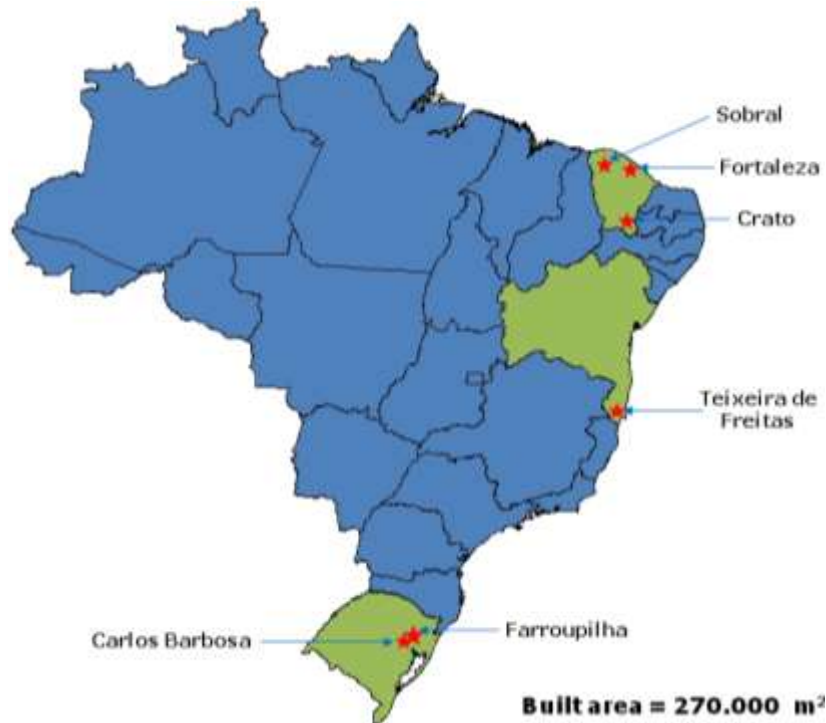 Sobral
Fortaleza
Crato
Teixeira de
Freitas
Carlos Barbosa
Farroupilha
Built area = 270.000 m²